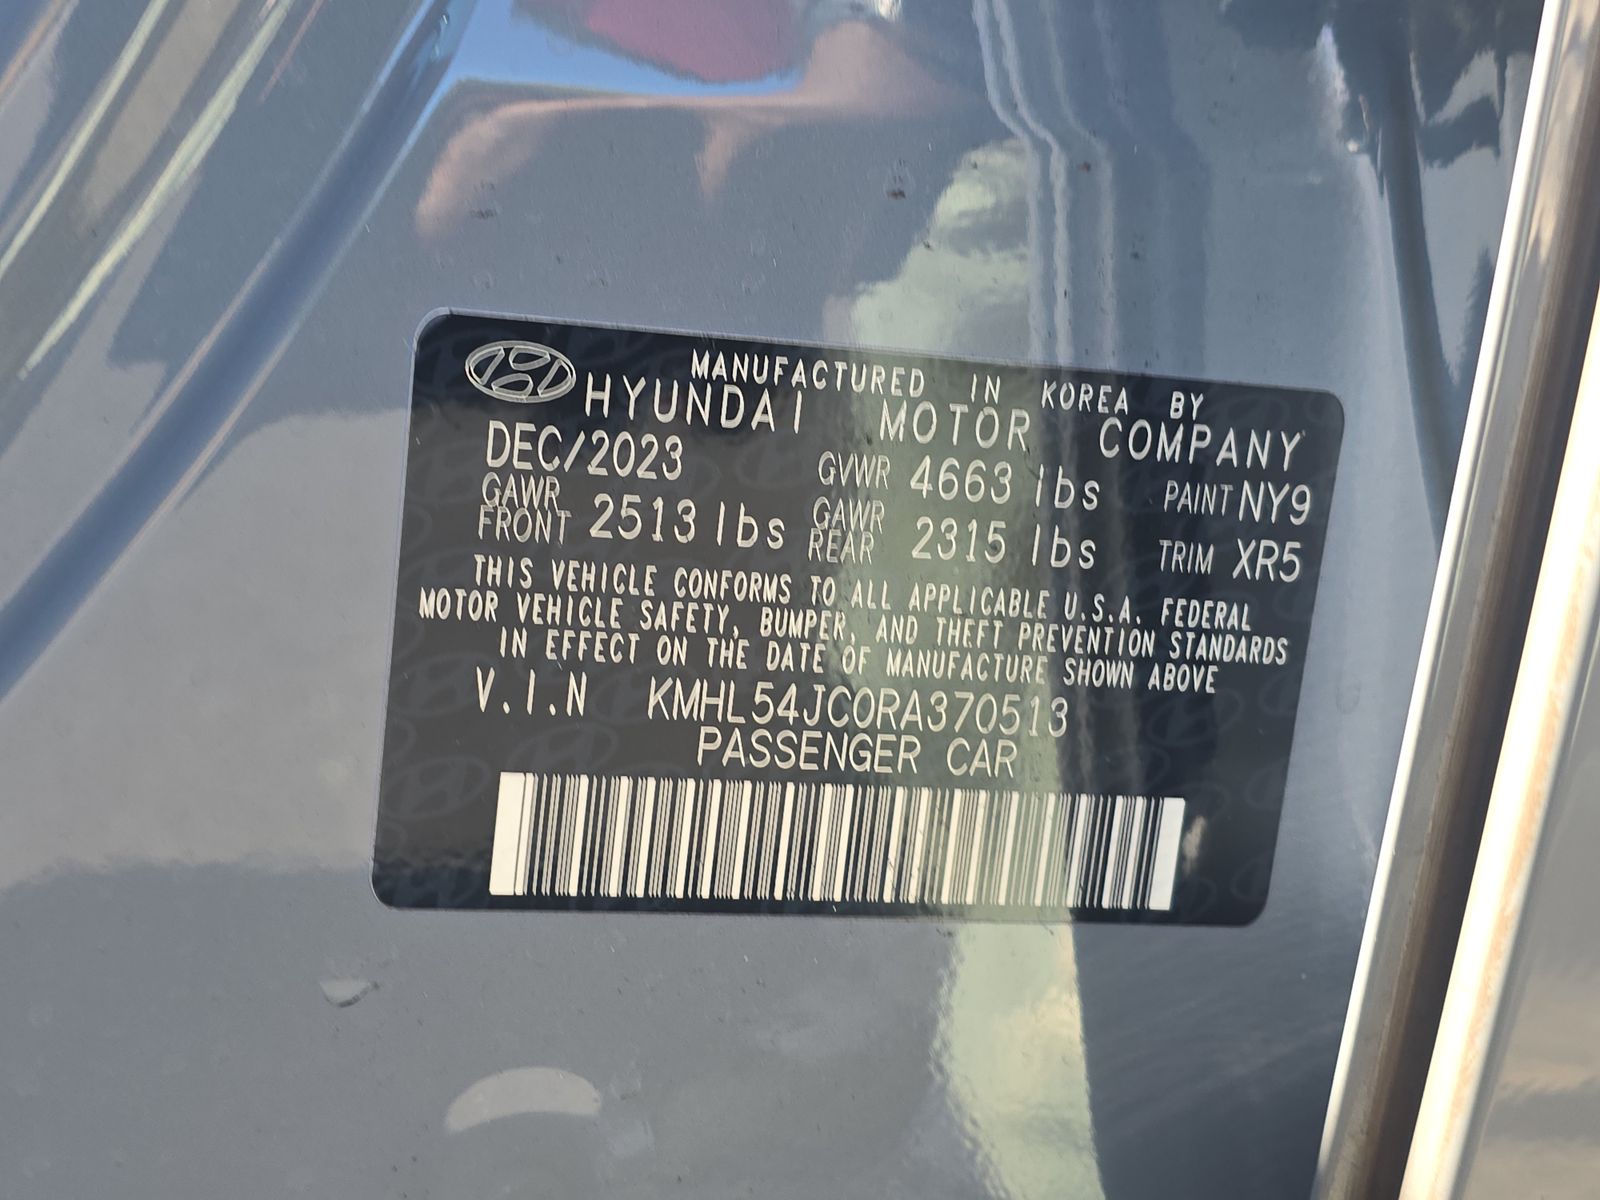 MANUFACTURED IN KOREA BY
HYUNDAI MOTOR COMPANY
DEC/2023 GVWR 4663 lbs PAINT NY9
GAWR FRONT 2513 lbs GAWR REAR 2315 lbs TRIM XR5
THIS VEHICLE CONFORMS TO ALL APPLICABLE U.S.A. FEDERAL
MOTOR VEHICLE SAFETY, BUMPER, AND THEFT PREVENTION STANDARDS
IN EFFECT ON THE DATE OF MANUFACTURE SHOWN ABOVE
V.I.N KMHL54JC0RA370513
PASSENGER CAR